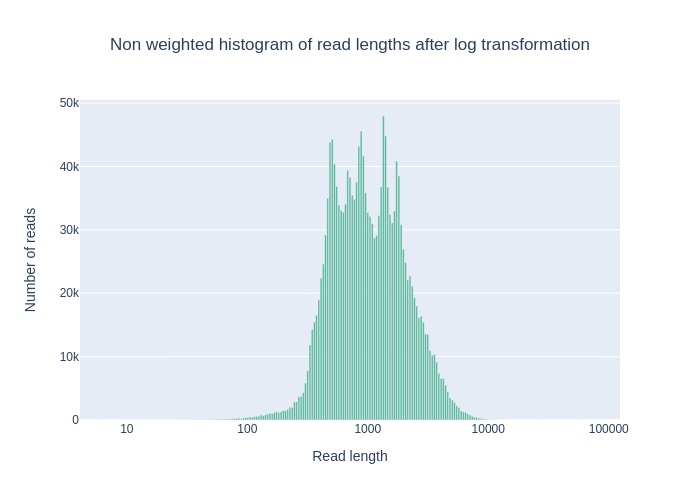 Non weighted histogram of read lengths after log transformation
50k
40k
30k
20k
10k
0
Number of reads
10
100
1000
10000
100000
Read length